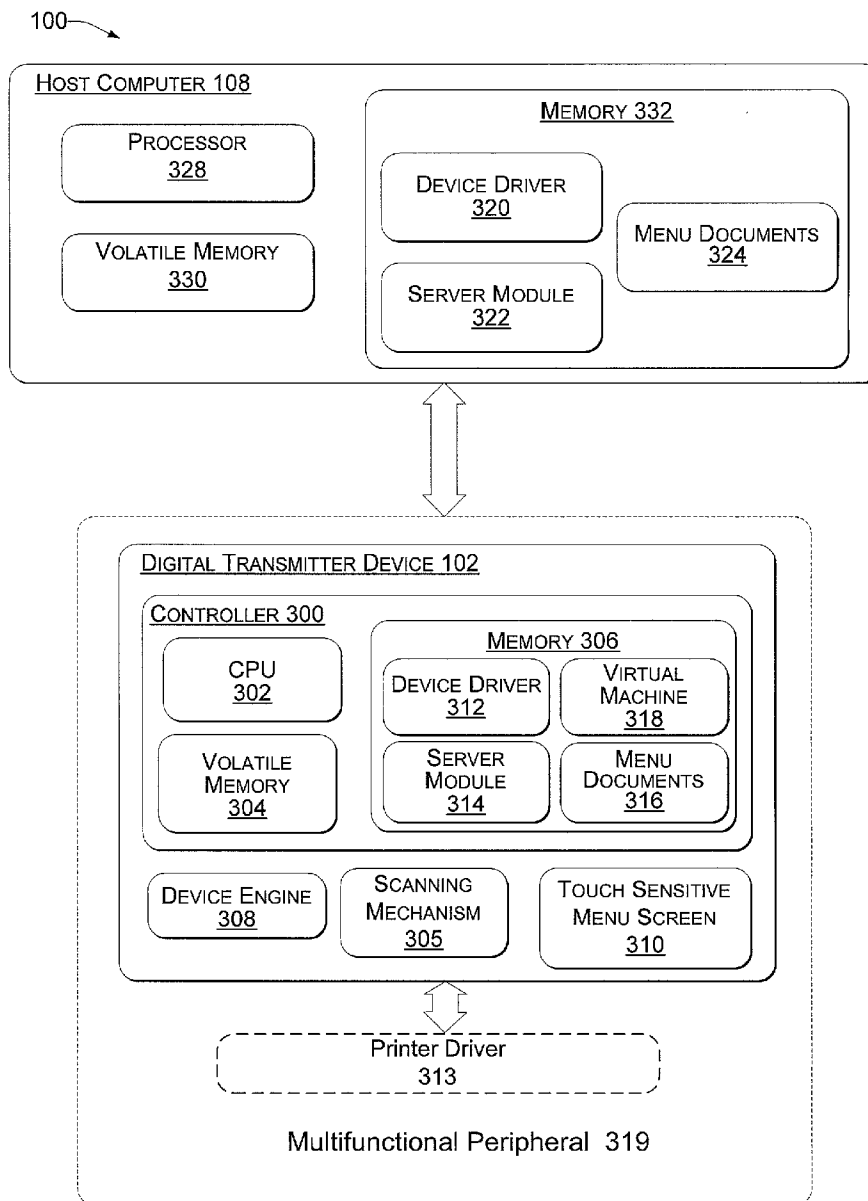 100
HOST COMPUTER 108
PROCESSOR
328
VOLATILE MEMORY
330
MEMORY 332
DEVICE DRIVER
320
SERVER MODULE
322
MENU DOCUMENTS
324
DIGITAL TRANSMITTER DEVICE 102
CONTROLLER 300
CPU
302
VOLATILE
MEMORY
304
MEMORY 306
DEVICE DRIVER
312
VIRTUAL
MACHINE
318
SERVER
MODULE
314
MENU
DOCUMENTS
316
DEVICE ENGINE
308
SCANNING
MECHANISM
305
TOUCH SENSITIVE
MENU SCREEN
310
Printer Driver
313
Multifunctional Peripheral 319